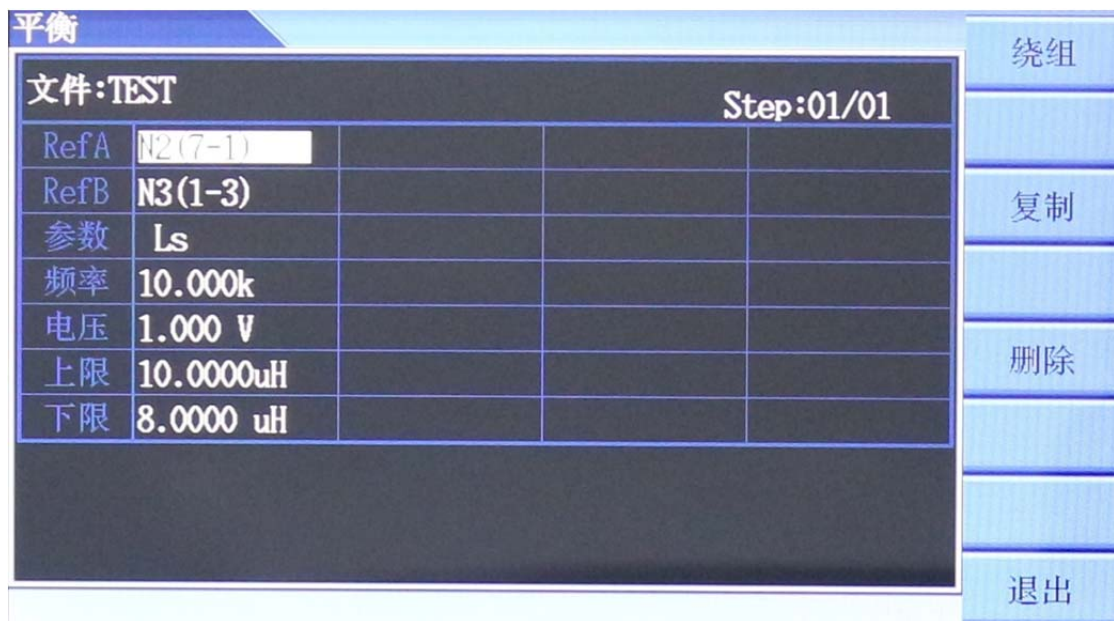 平衡
文件:TEST
Step:01/01
RefA N2(7-1)
RefB N3(1-3)
参数 Ls
频率 10.000k
电压 1.000 V
上限 10.0000uH
下限 8.0000 uH
绕组
复制
删除
退出